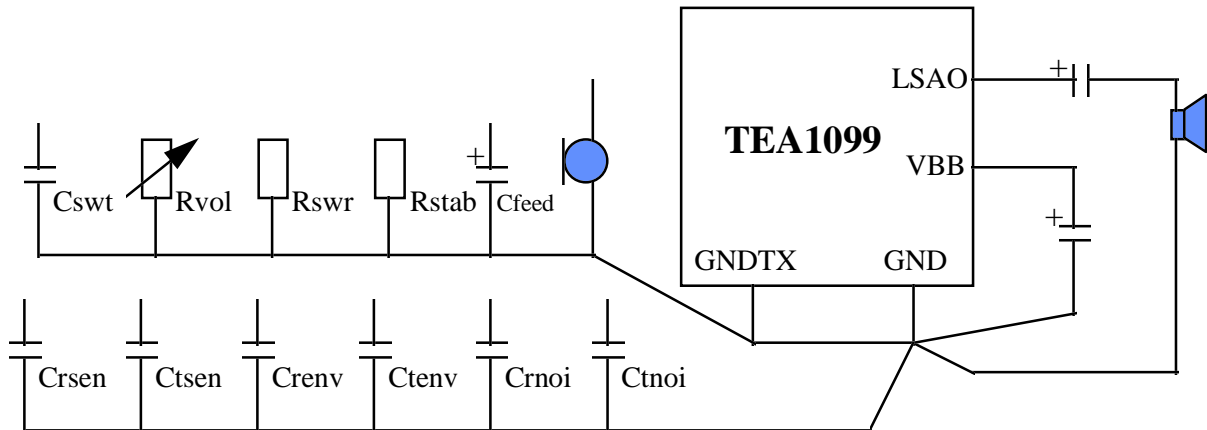 LSAO
+
TEA1099
VBB
+
Cswt
Rvol
Rswr
Rstab
+
Cfeed
+
GNDTX
GND
Crsen
Ctsen
Crenv
Ctenv
Crnoi
Ctnoi